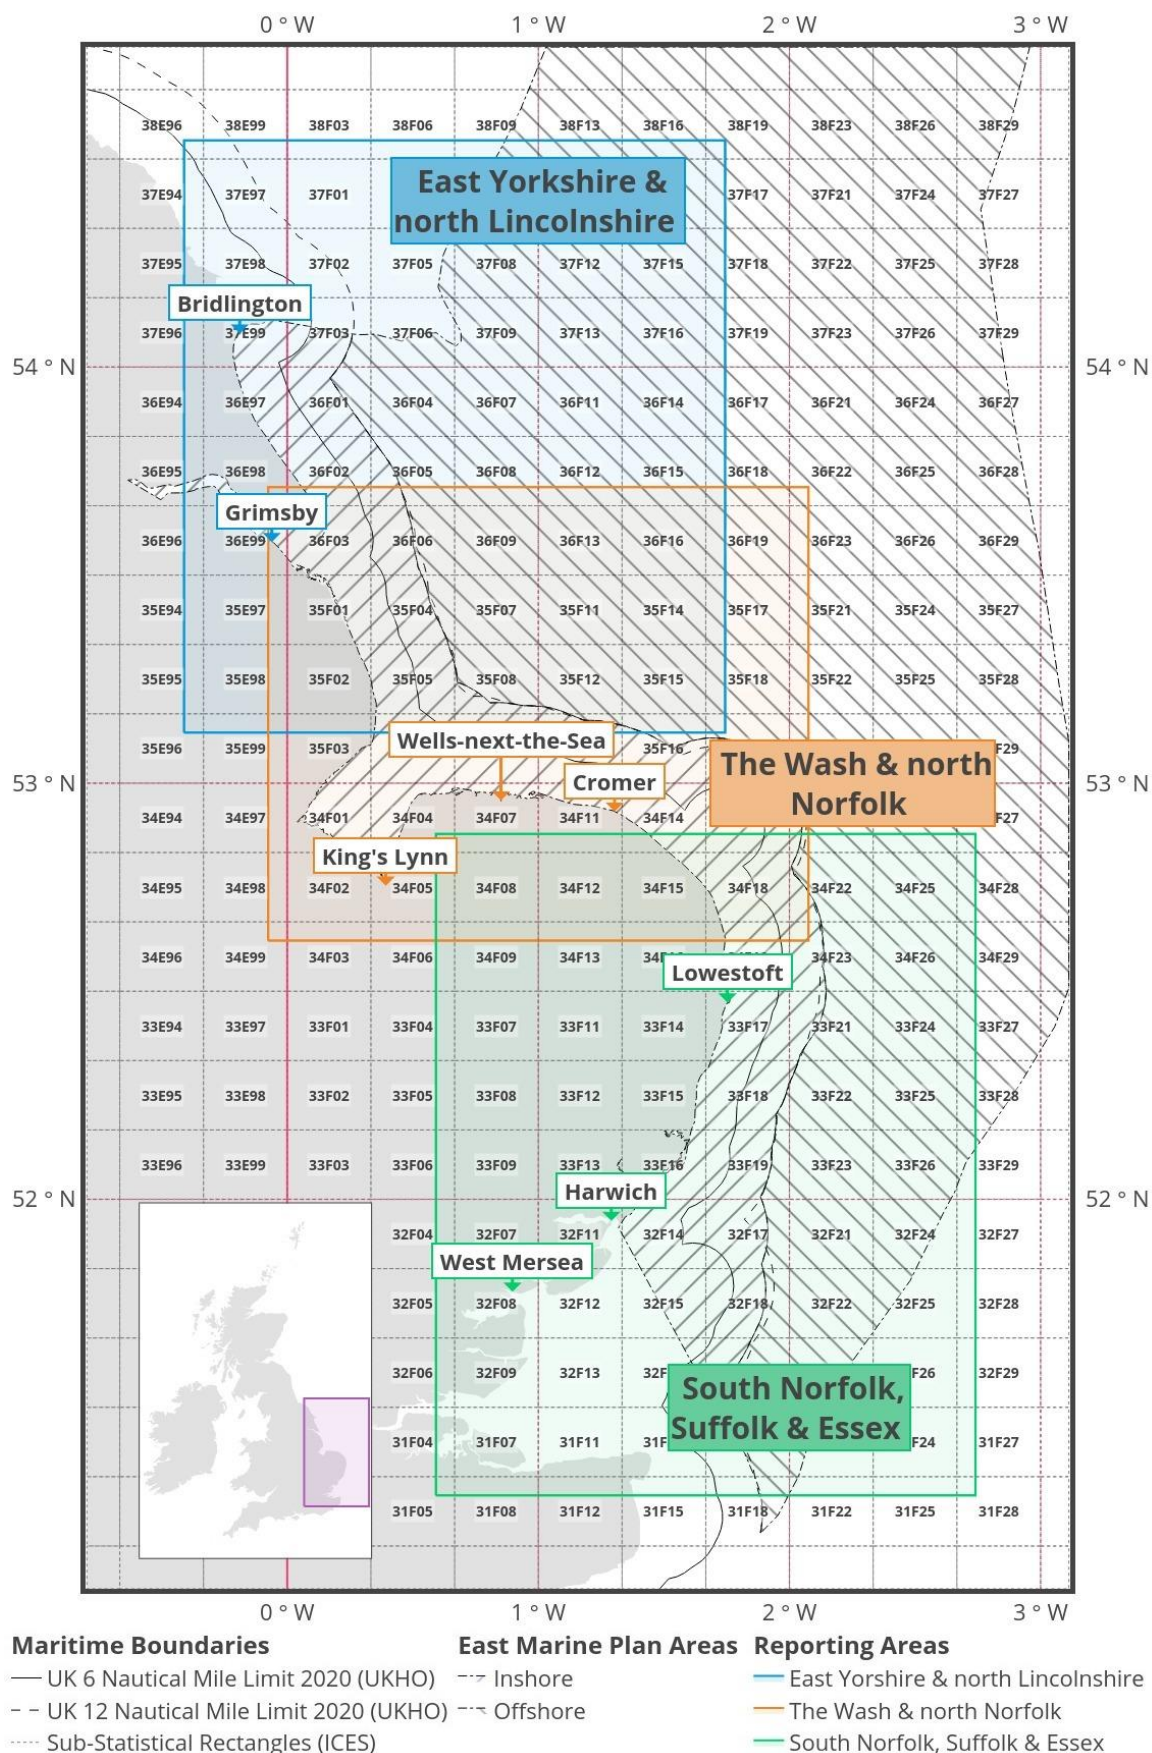 0 ° W 1 ° W 2 ° W 3 ° W
38E96 38E99 38F03 38F06 38F09 38F13 38F16 38F19 38F23 38F26 38F29
East Yorkshire &
north Lincolnshire
37E94 37E97 37F01 37F17 37F21 37F24 37F27
37E95 37E98 37F02 37F05 37F08 37F12 37F15 37F18 37F22 37F25 37F28
Bridlington
37E96 37E99 37F03 37F06 37F09 37F13 37F16 37F19 37F23 37F26 37F29
54 ° N 54 ° N
36E94 36E97 36F01 36F04 36F07 36F11 36F14 36F17 36F21 36F24 36F27
36E95 36E98 36F02 36F05 36F08 36F12 36F15 36F18 36F22 36F25 36F28
Grimsby
36E96 36E99 36F03 36F06 36F09 36F13 36F16 36F19 36F23 36F26 36F29
35E94 35E97 35F01 35F04 35F07 35F11 35F14 35F17 35F21 35F24 35F27
35E95 35E98 35F02 35F05 35F08 35F12 35F15 35F18 35F22 35F25 35F28
Wells-next-the-Sea
35E96 35E99 35F03 35F16 F29
The Wash & north
Norfolk
53 ° N Cromer 53 ° N
34E94 34E97 34F01 34F04 34F07 34F11 34F14 F27
King's Lynn
34E95 34E98 34F02 34F05 34F08 34F12 34F15 34F18 34F22 34F25 34F28
34E96 34E99 34F03 34F06 34F09 34F13 34F23 34F26 34F29
Lowestoft
33E94 33E97 33F01 33F04 33F07 33F11 33F14 33F17 33F21 33F24 33F27
33E95 33E98 33F02 33F05 33F08 33F12 33F15 33F18 33F22 33F25 33F28
33E96 33E99 33F03 33F06 33F09 33F13 33F16 33F19 33F23 33F26 33F29
52 ° N Harwich 52 ° N
32F04 32F07 32F11 32F14 32F17 32F21 32F24 32F27
West Mersea
32F05 32F08 32F12 32F15 32F18 32F22 32F25 32F28
32F06 32F09 32F13 32F F26 32F29
South Norfolk,
Suffolk & Essex
31F04 31F07 31F11 31F F24 31F27
31F05 31F08 31F12 31F15 31F18 31F22 31F25 31F28
0 ° W 1 ° W 2 ° W 3 ° W
Maritime Boundaries
UK 6 Nautical Mile Limit 2020 (UKHO)
UK 12 Nautical Mile Limit 2020 (UKHO)
Sub-Statistical Rectangles (ICES)
East Marine Plan Areas
Inshore
Offshore
Reporting Areas
East Yorshire & north Lincolnshire
The Wash & north Norfolk
South Norfolk, Suffolk & Essex